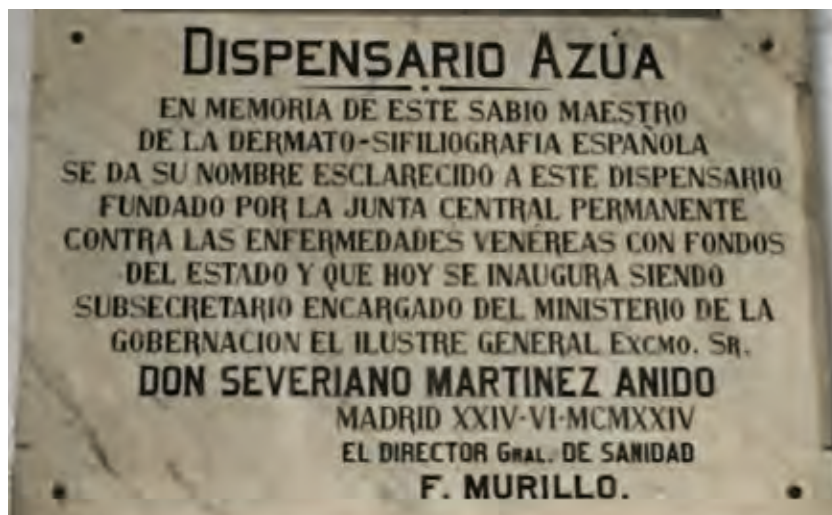 DISPENSARIO AZÚA
EN MEMORIA DE ESTE SABIO MAESTRO
DE LA DERMATO-SIFILIOGRAFIA ESPAÑOLA
SE DA SU NOMBRE ESCLARECIDO A ESTE DISPENSARIO
FUNDADO POR LA JUNTA CENTRAL PERMANENTE
CONTRA LAS ENFERMEDADES VENÉREAS CON FONDOS
DEL ESTADO Y QUE HOY SE INAUGURA SIENDO
SUBSECRETARIO ENCARGADO DEL MINISTERIO DE LA
GOBERNACION EL ILUSTRE GENERAL EXCMO. SR.
DON SEVERIANO MARTINEZ ANIDO
MADRID XXIV-VI-MCMXXIV
EL DIRECTOR GRAL. DE SANIDAD
F. MURILLO.